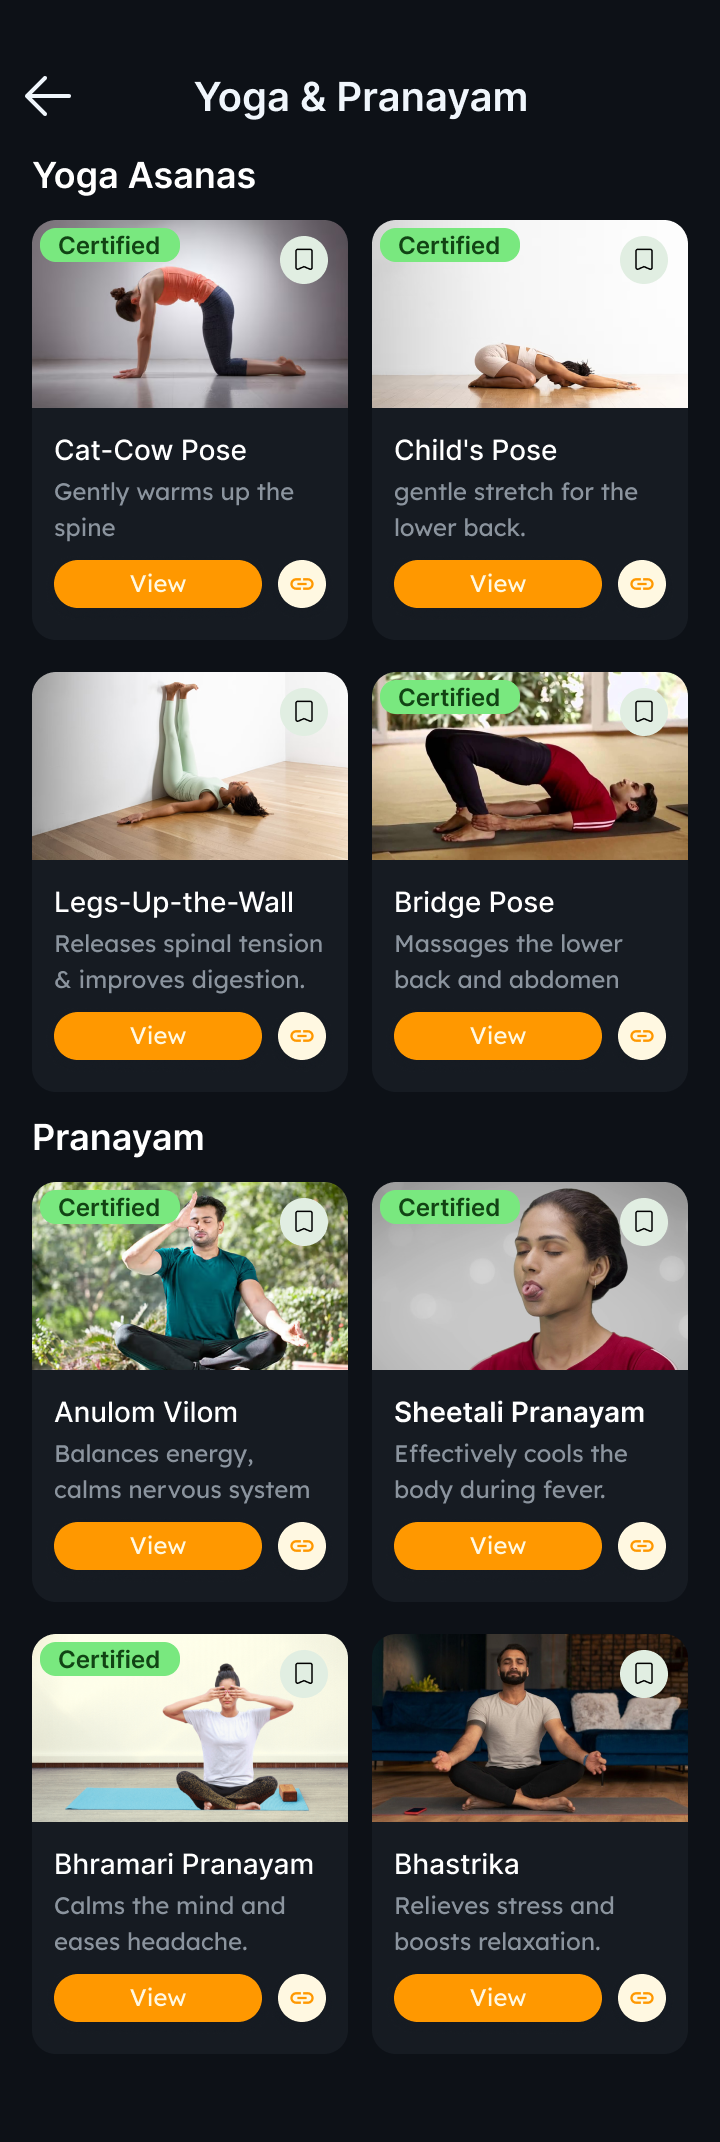 Yoga & Pranayam
Yoga Asanas
Certified
Cat-Cow Pose
Gently warms up the
spine
View
Certified
Child's Pose
gentle stretch for the
lower back.
View
Legs-Up-the-Wall
Releases spinal tension
& improves digestion.
View
Certified
Bridge Pose
Massages the lower
back and abdomen
View
Pranayam
Certified
Anulom Vilom
Balances energy,
calms nervous system
View
Certified
Sheetali Pranayam
Effectively cools the
body during fever.
View
Certified
Bhramari Pranayam
Calms the mind and
eases headache.
View
Bhastrika
Relieves stress and
boosts relaxation.
View